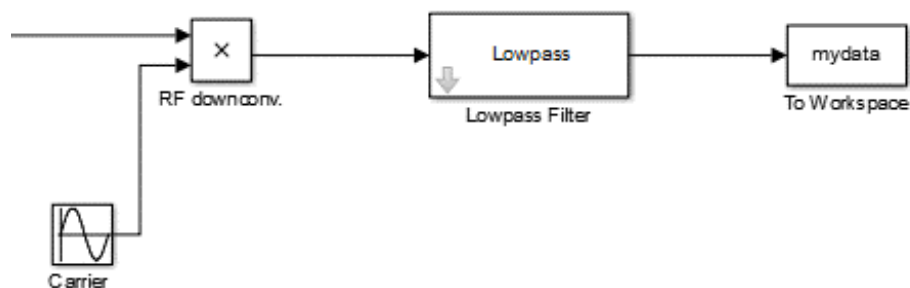 Lowpass
mydata
×
RF downconv.
Lowpass Filter
To Workspace
Carrier